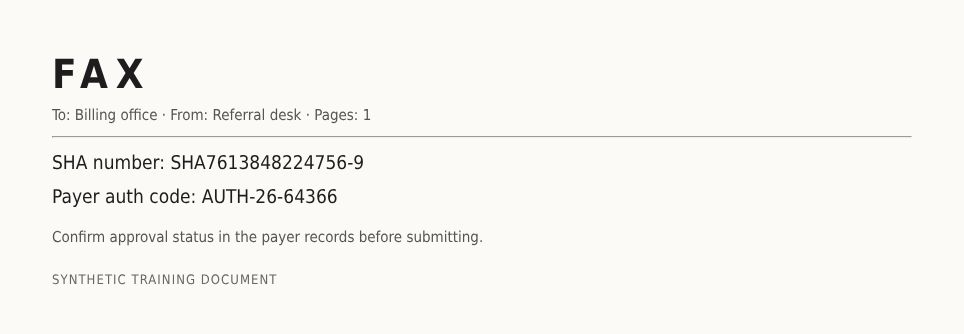 FAX
To: Billing office · From: Referral desk · Pages: 1
SHA number: SHA7613848224756-9
Payer auth code: AUTH-26-64366
Confirm approval status in the payer records before submitting.
SYNTHETIC TRAINING DOCUMENT